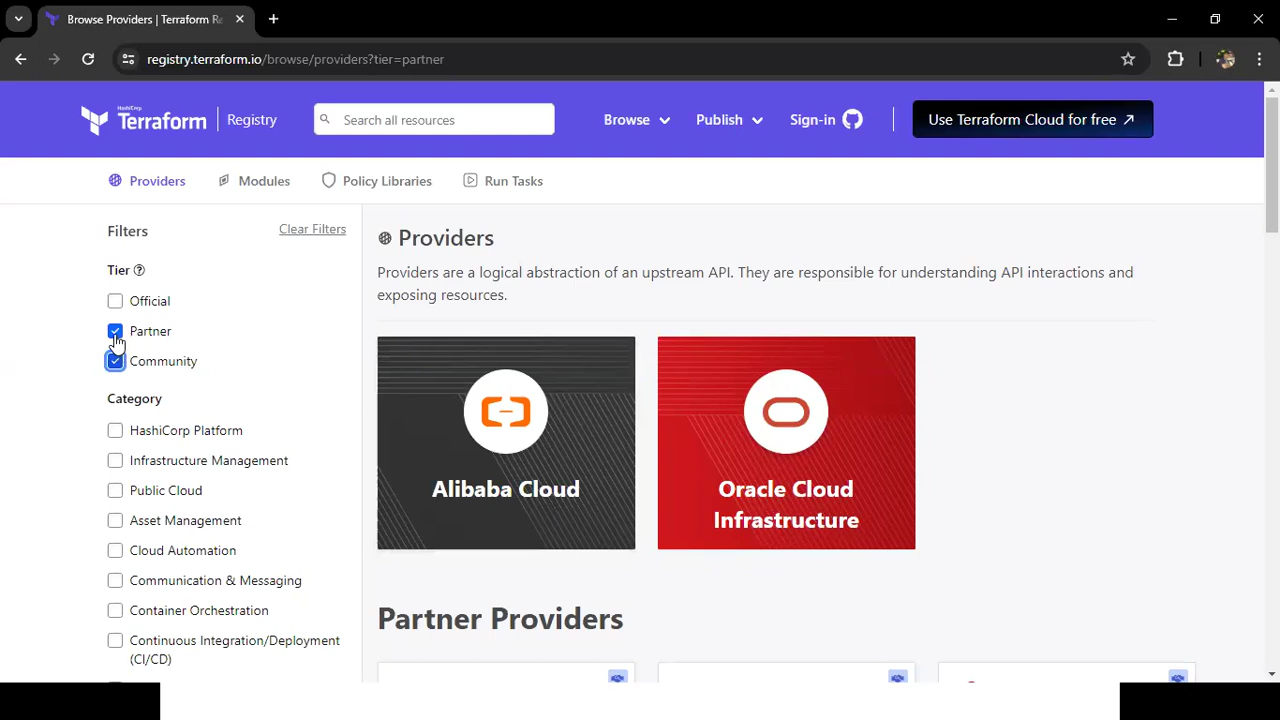 Browse Providers | Terraform Re
registry.terraform.io/browse/providers?tier=partner
HashiCorp
Terraform
Registry
Search all resources
Browse
Publish
Sign-in
Use Terraform Cloud for free
Providers
Modules
Policy Libraries
Run Tasks
Filters
Clear Filters
Tier
Official
Partner
Community
Category
HashiCorp Platform
Infrastructure Management
Public Cloud
Asset Management
Cloud Automation
Communication & Messaging
Container Orchestration
Continuous Integration/Deployment
(CI/CD)
Providers
Providers are a logical abstraction of an upstream API. They are responsible for understanding API interactions and
exposing resources.
Alibaba Cloud
Oracle Cloud
Infrastructure
Partner Providers